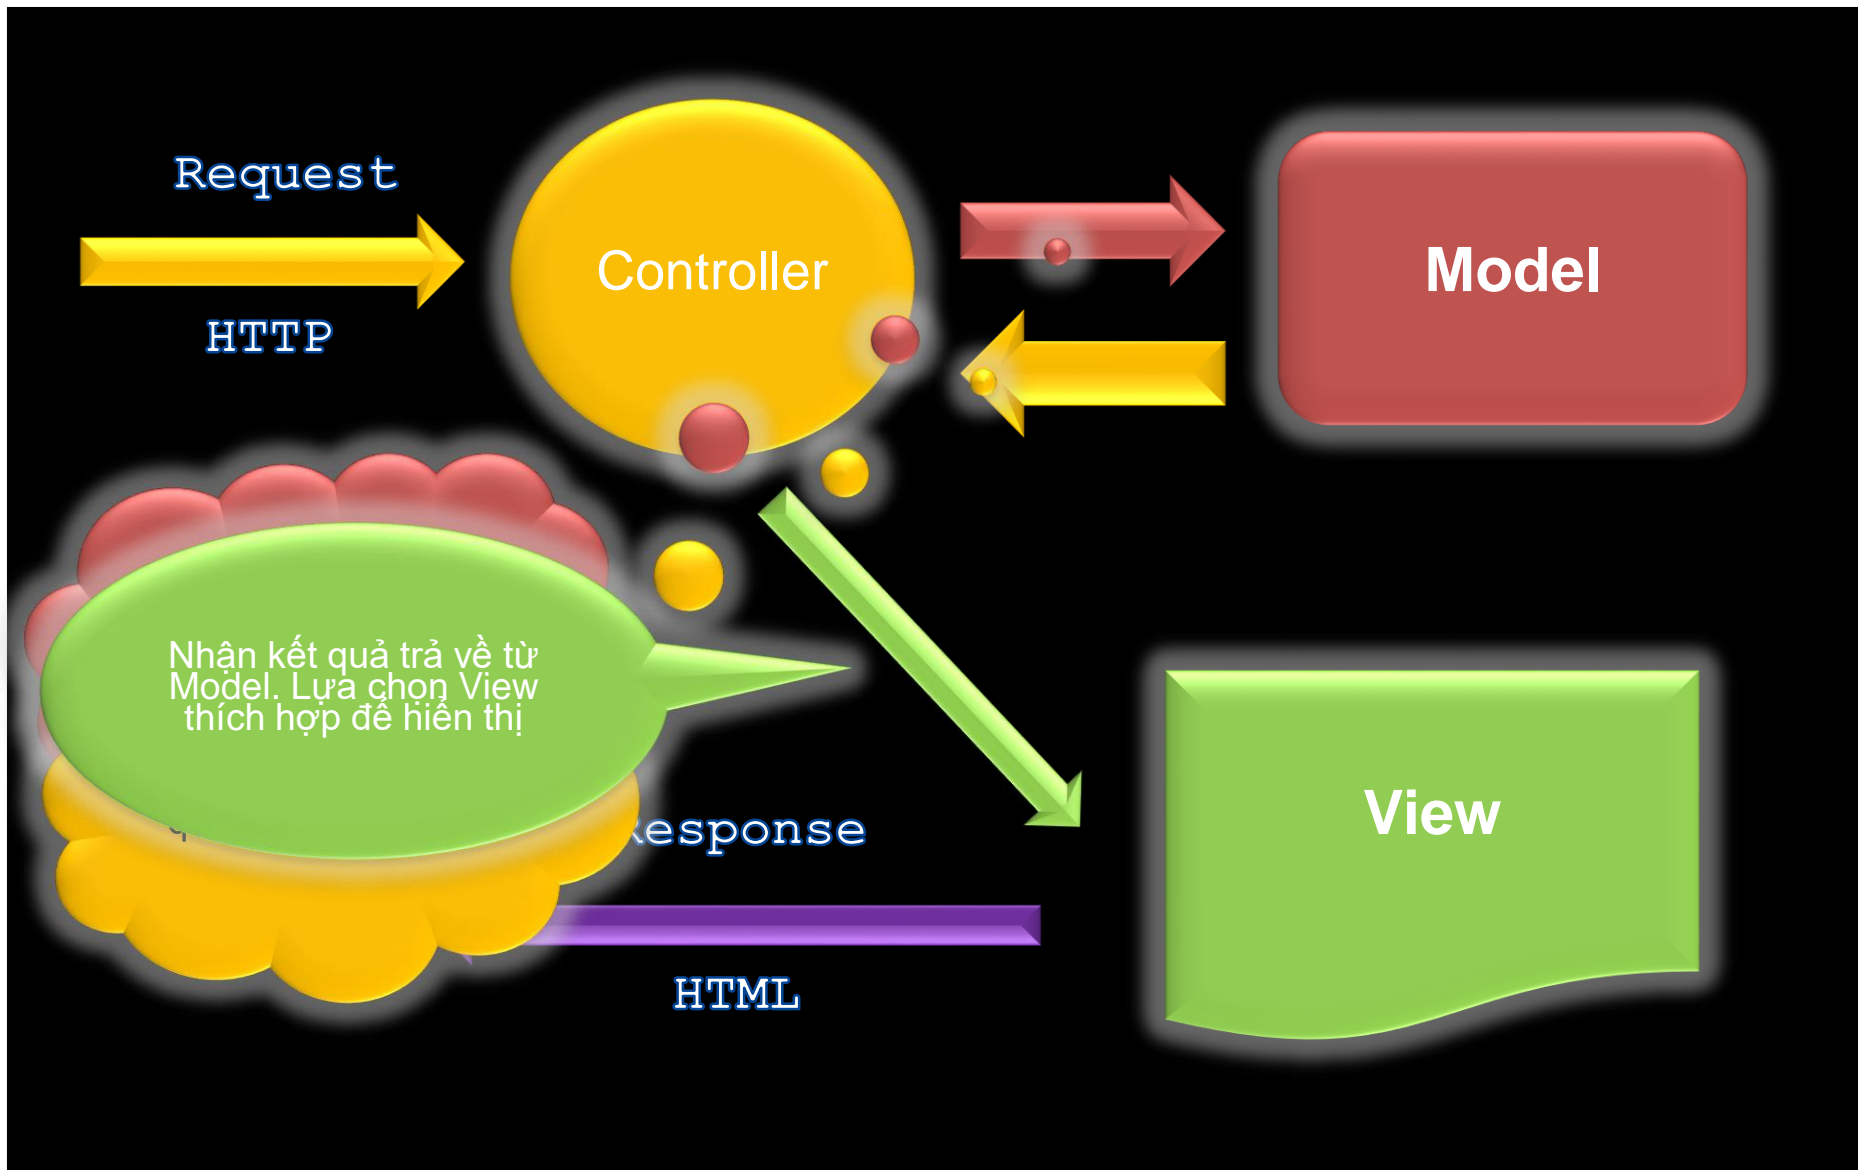 Request
HTTP
Controller
Model
Nhận kết quả trả về từ
Model. Lựa chọn View
thích hợp để hiển thị
View
HTML